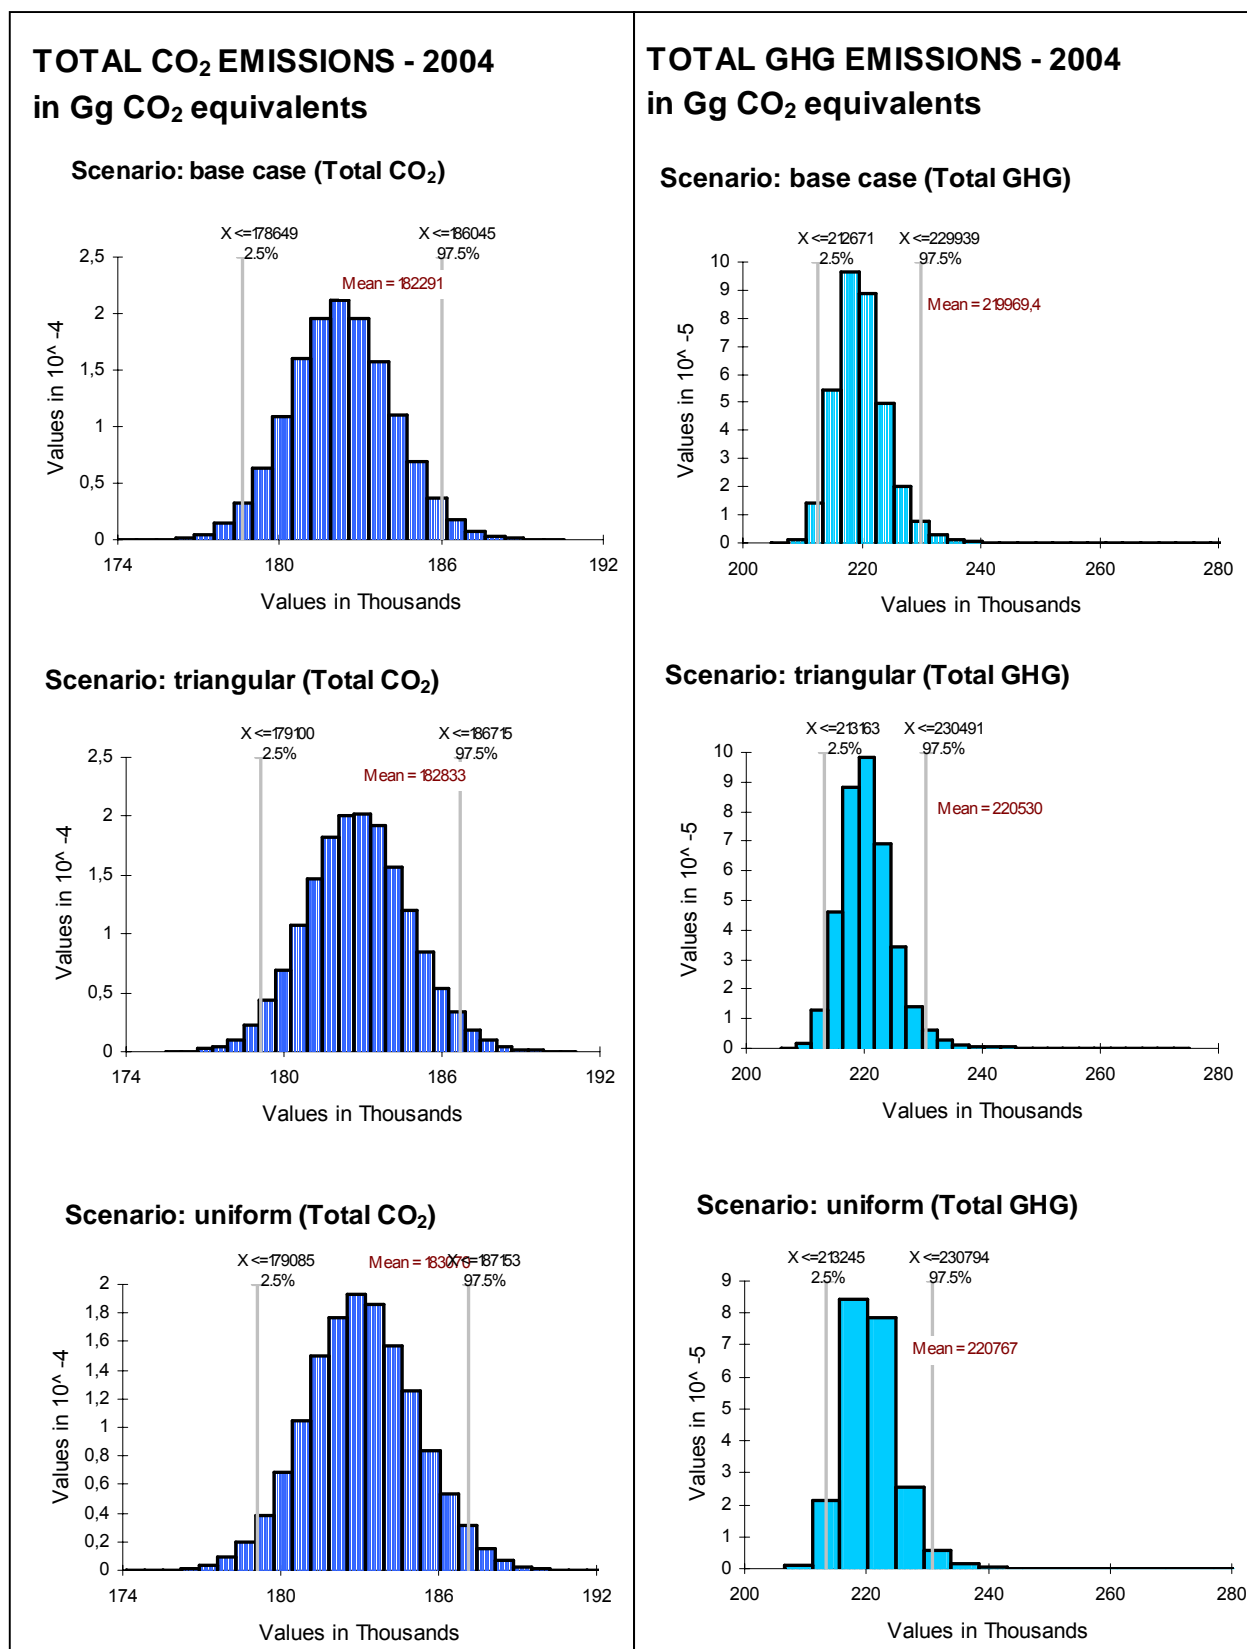 TOTAL CO₂ EMISSIONS - 2004
in Gg CO₂ equivalents
Scenario: base case (Total CO₂)
X <=178649
2.5%
X <=186045
97.5%
Mean = 182291
2,5
2
1,5
1
0,5
0
Values in 10^ -4
174
180
186
192
Values in Thousands
Scenario: triangular (Total CO₂)
X <=179100
2.5%
X <=186715
97.5%
Mean = 182833
2,5
2
1,5
1
0,5
0
Values in 10^ -4
174
180
186
192
Values in Thousands
Scenario: uniform (Total CO₂)
X <=179085
2.5%
Mean = 183070
X <=187153
97.5%
2
1,8
1,6
1,4
1,2
1
0,8
0,6
0,4
0,2
0
Values in 10^ -4
174
180
186
192
Values in Thousands
TOTAL GHG EMISSIONS - 2004
in Gg CO₂ equivalents
Scenario: base case (Total GHG)
X <=212671
2.5%
X <=229939
97.5%
Mean = 219969,4
10
9
8
7
6
5
4
3
2
1
0
Values in 10^ -5
200
220
240
260
280
Values in Thousands
Scenario: triangular (Total GHG)
X <=213163
2.5%
X <=230491
97.5%
Mean = 220530
10
9
8
7
6
5
4
3
2
1
0
Values in 10^ -5
200
220
240
260
280
Values in Thousands
Scenario: uniform (Total GHG)
X <=213245
2.5%
X <=230794
97.5%
Mean = 220767
9
8
7
6
5
4
3
2
1
0
Values in 10^ -5
200
220
240
260
280
Values in Thousands